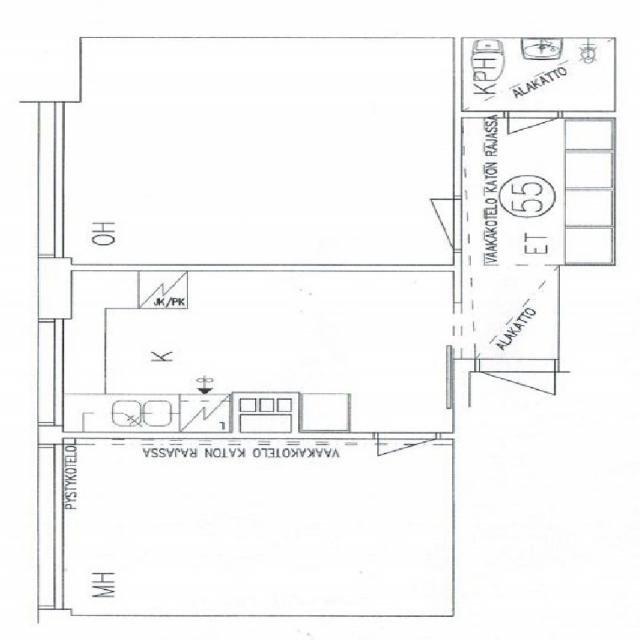 KPH
ALAKATTO
VAAKAKOTELO KATON RAJASSA
55
ET
OH
JK/PK
ALAKATTO
K
PYSTYKOTELO
VAAKAKOTELO KATON RAJASSA
MH